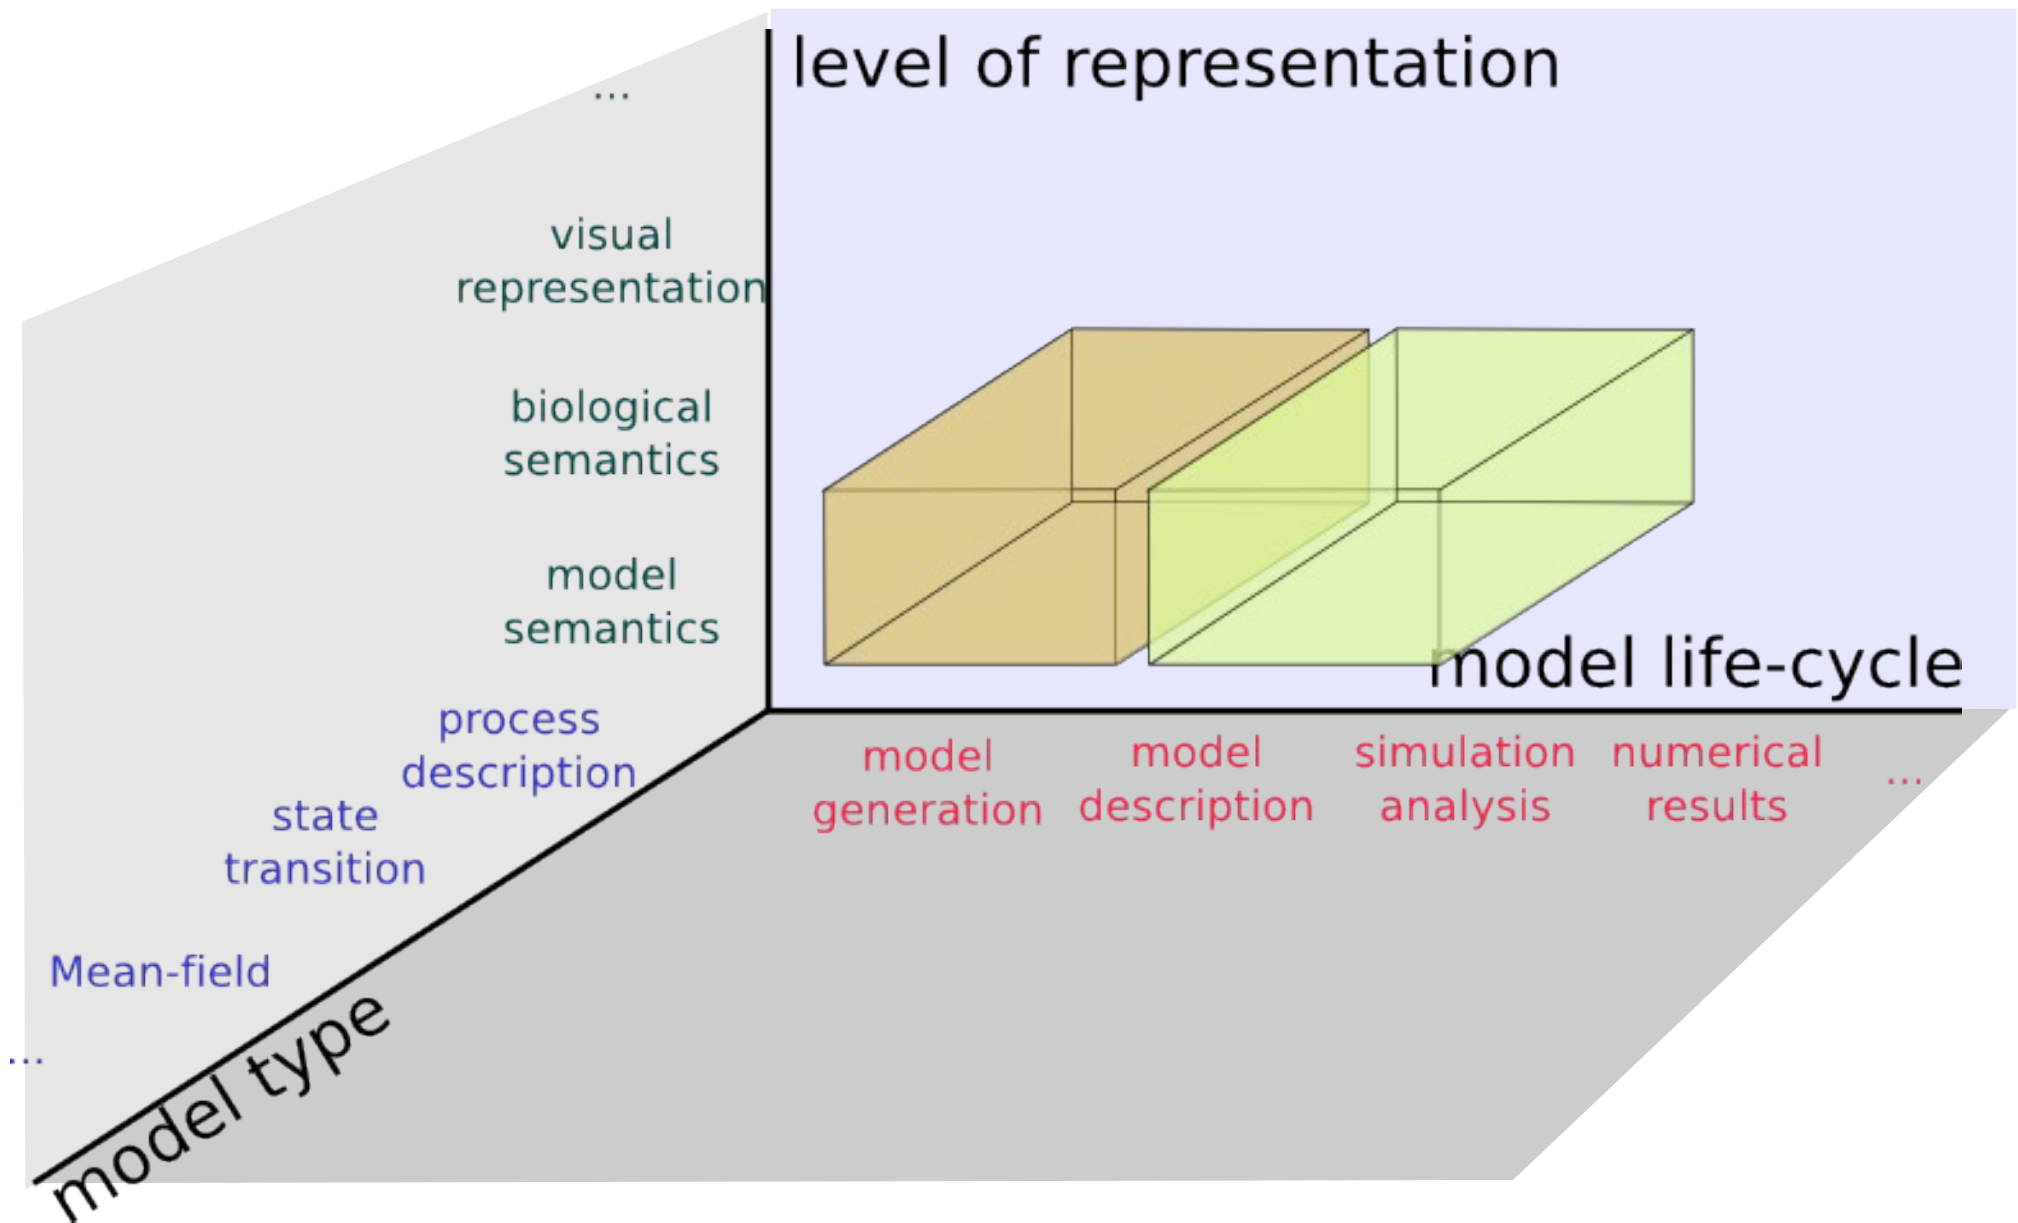 level of representation
...
visual
representation
biological
semantics
model
semantics
model life-cycle
process
description
state
transition
Mean-field
...
model type
model
generation
model
description
simulation
analysis
numerical
results
...